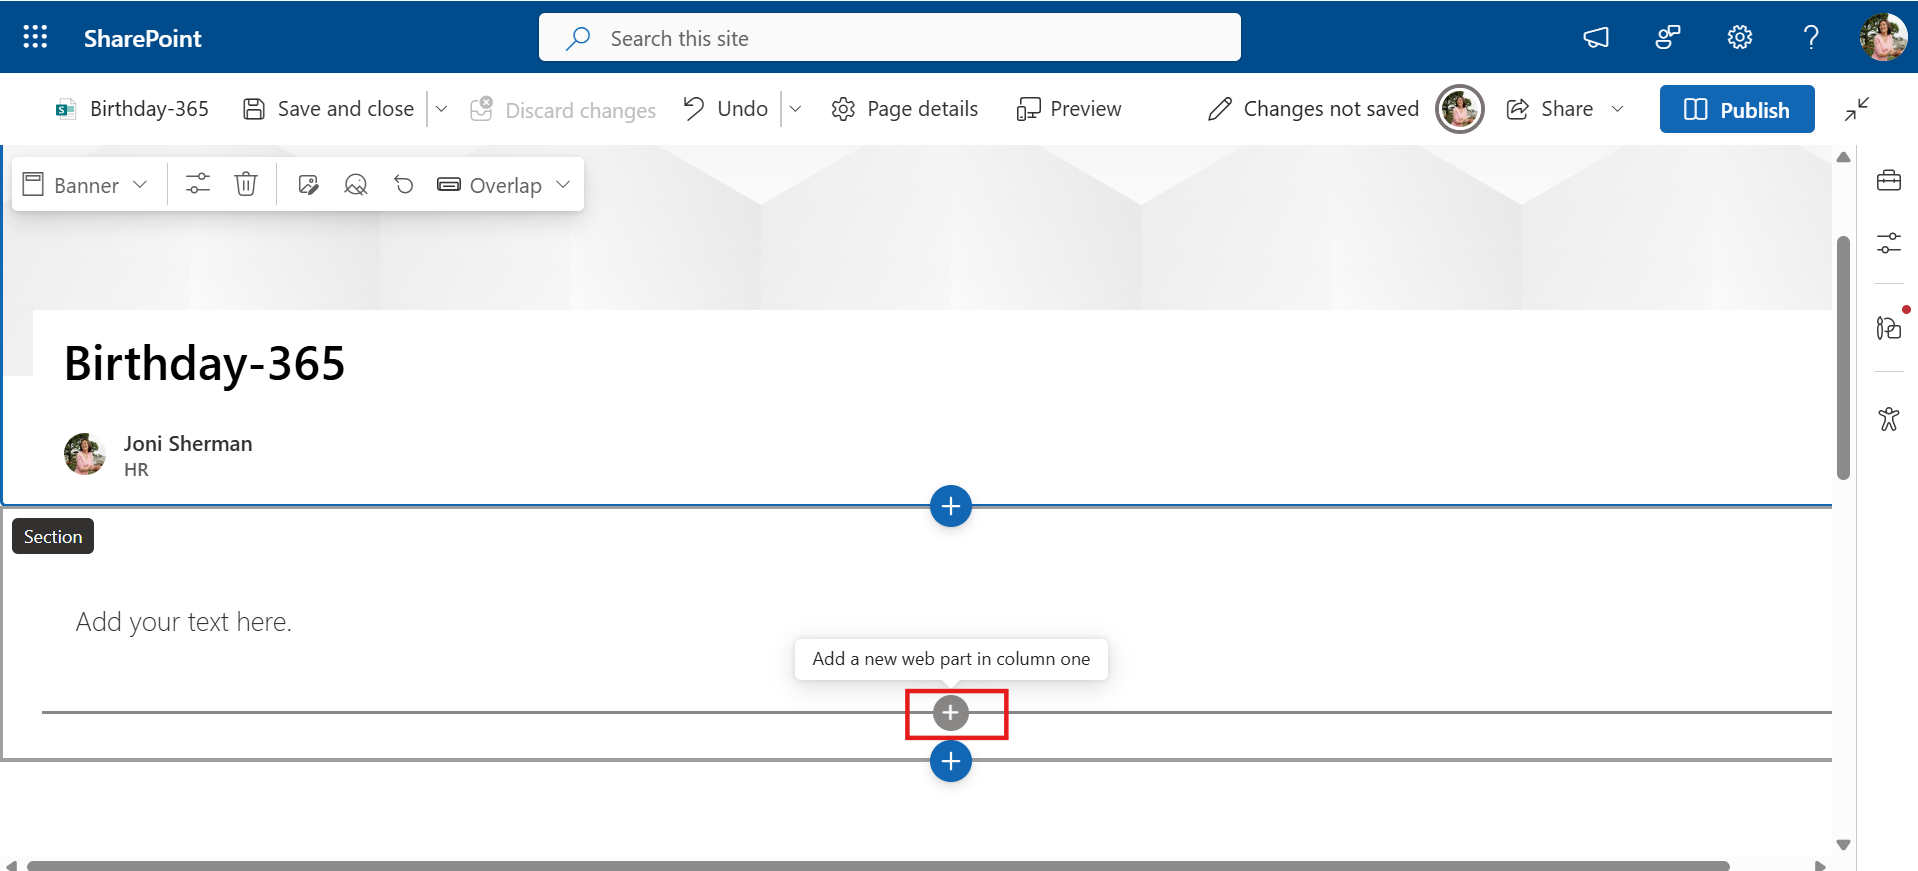 SharePoint
Search this site
Birthday-365
Save and close
Discard changes
Undo
Page details
Preview
Changes not saved
Share
Publish
Banner
Overlap
Birthday-365
Joni Sherman
HR
Section
Add your text here.
Add a new web part in column one